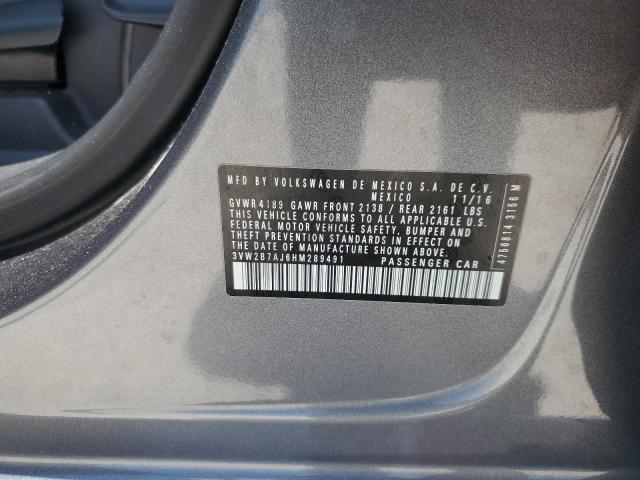 MFD BY VOLKSWAGEN DE MEXICO S.A. DE C.V.
MEXICO 11/16
GVWR 4189 GAWR FRONT 2138 / REAR 2161 LBS
THIS VEHICLE CONFORMS TO ALL APPLICABLE U.S.
FEDERAL MOTOR VEHICLE SAFETY, BUMPER AND
THEFT PREVENTION STANDARDS IN EFFECT ON
THE DATE OF MANUFACTURE SHOWN ABOVE.
3VW2B7AJ6HM289491 PASSENGER CAR
4756814 3156 M